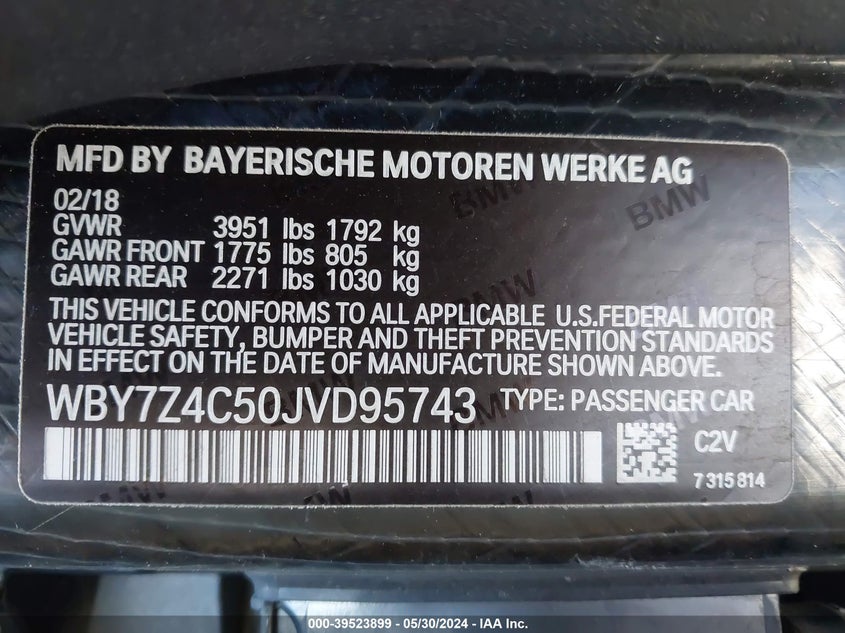 MFD BY BAYERISCHE MOTOREN WERKE AG
02/18
GVWR 3951 lbs 1792 kg
GAWR FRONT 1775 lbs 805 kg
GAWR REAR 2271 lbs 1030 kg
THIS VEHICLE CONFORMS TO ALL APPLICABLE U.S.FEDERAL MOTOR
VEHICLE SAFETY, BUMPER AND THEFT PREVENTION STANDARDS
IN EFFECT ON THE DATE OF MANUFACTURE SHOWN ABOVE.
WBY7Z4C50JVD95743 TYPE: PASSENGER CAR
C2V
7 315 814
BMW
BMW
BMW
000-39523899 - 05/30/2024 - IAA Inc.